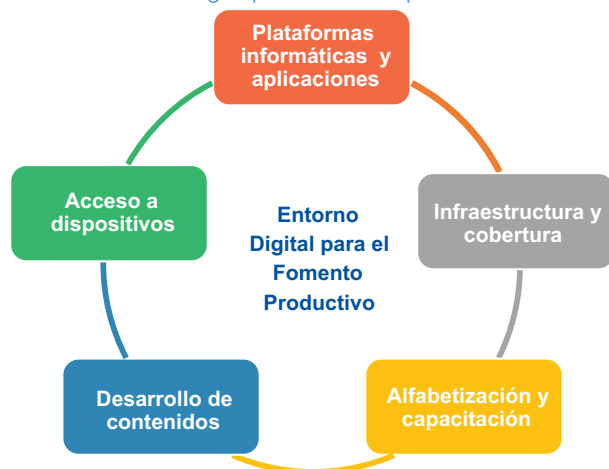 Plataformas
informáticas y
aplicaciones
Acceso a
dispositivos
Infraestructura y
cobertura
Entorno
Digital para el
Fomento
Productivo
Desarrollo de
contenidos
Alfabetización y
capacitación